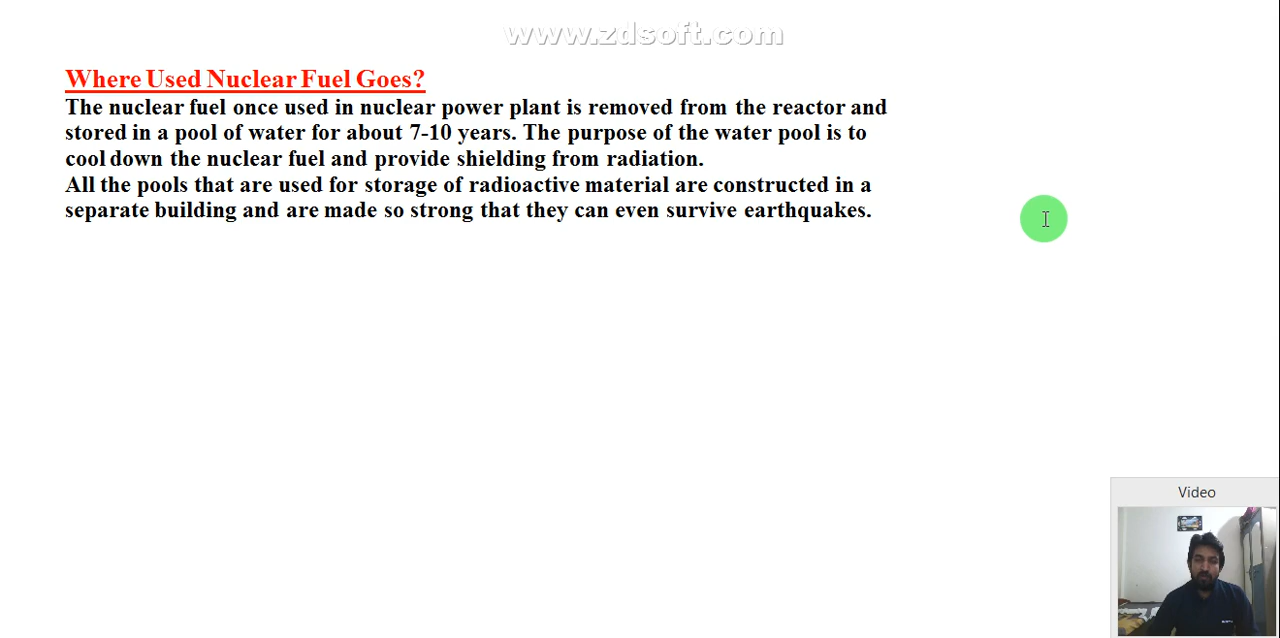 www.zdsoft.com
Where Used Nuclear Fuel Goes?
The nuclear fuel once used in nuclear power plant is removed from the reactor and
stored in a pool of water for about 7-10 years. The purpose of the water pool is to
cool down the nuclear fuel and provide shielding from radiation.
All the pools that are used for storage of radioactive material are constructed in a
separate building and are made so strong that they can even survive earthquakes.
Video